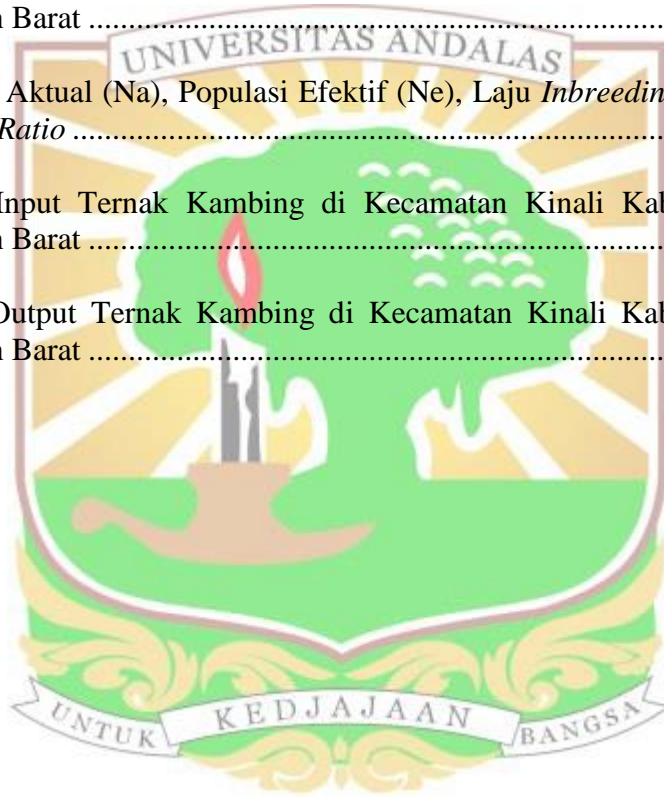 n Barat ........................................................................
UNIVERSITAS ANDALAS
Aktual (Na), Populasi Efektif (Ne), Laju Inbreedin
Ratio ...........................................................................
Input Ternak Kambing di Kecamatan Kinali Kab
n Barat ........................................................................
Output Ternak Kambing di Kecamatan Kinali Kab
n Barat ........................................................................
UNTUK KEDJAJAAN BANGSA